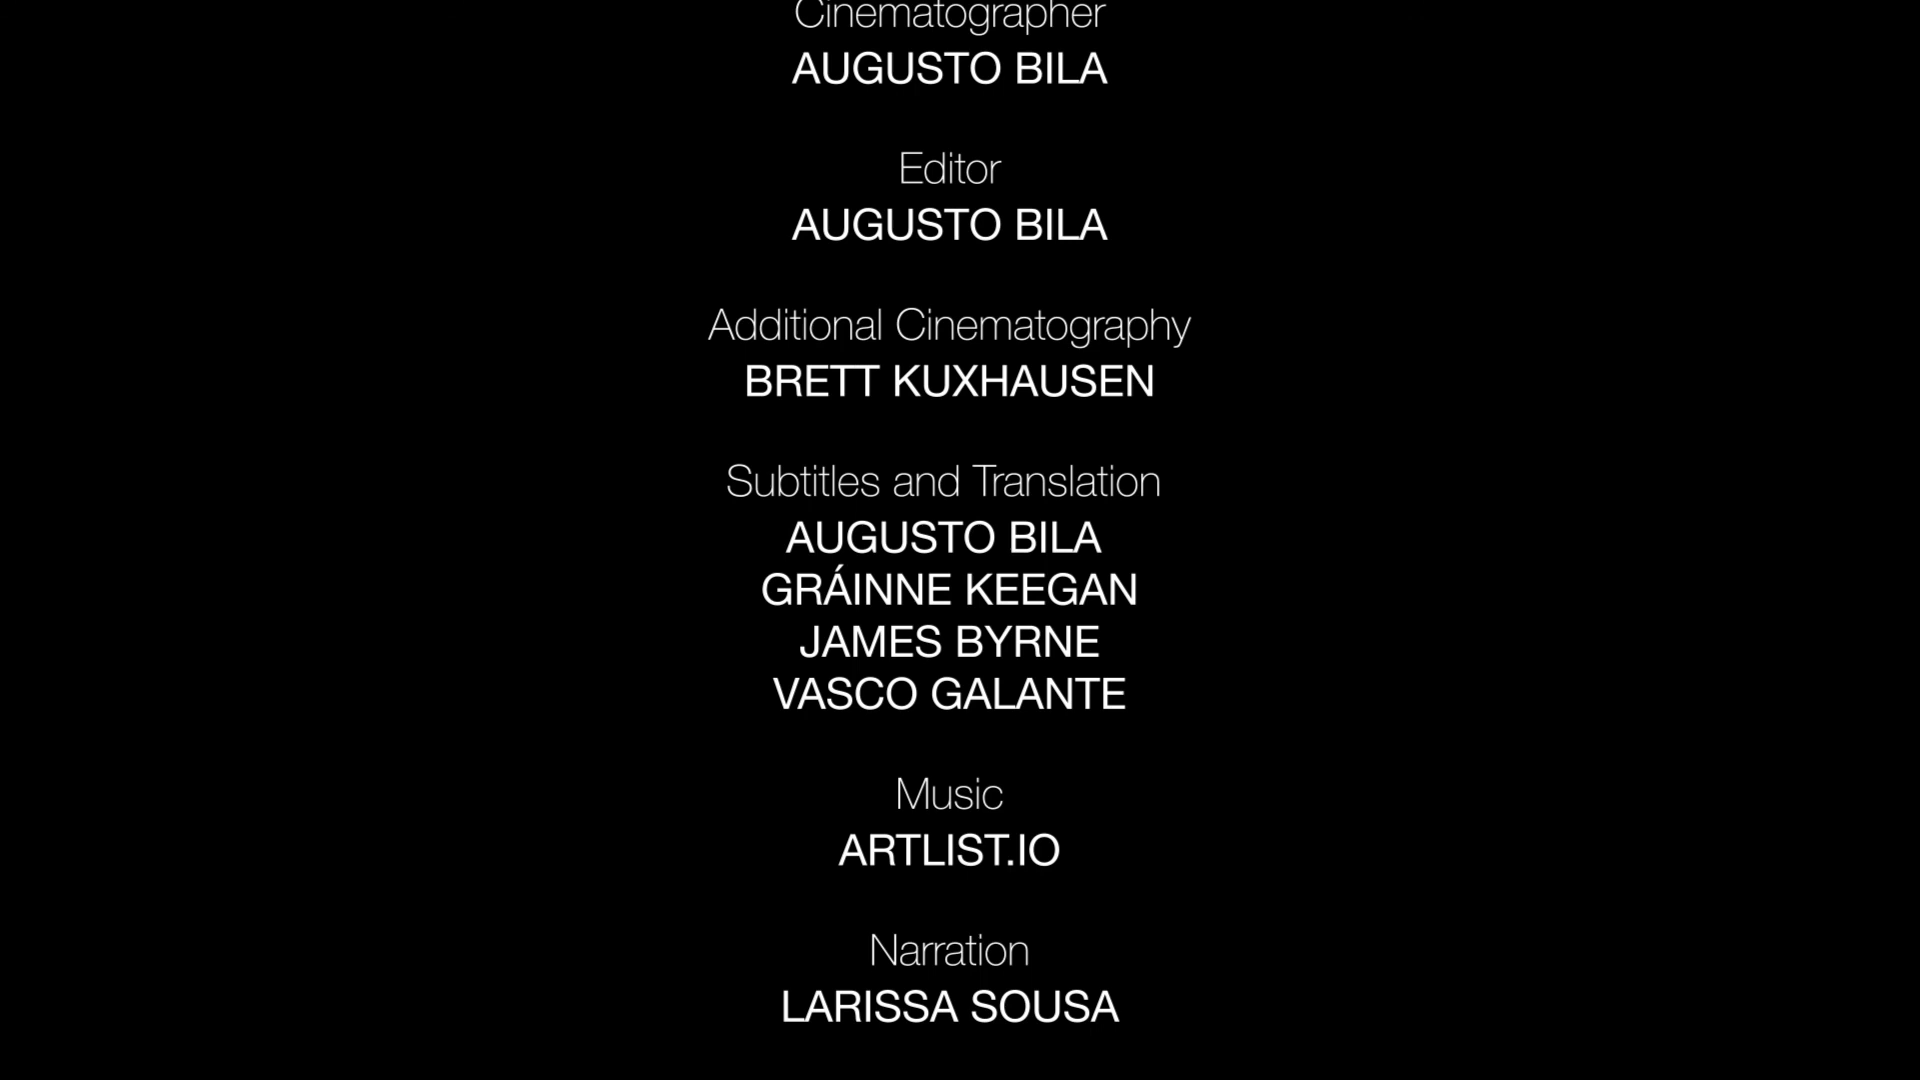 Cinematographer
AUGUSTO BILA
Editor
AUGUSTO BILA
Additional Cinematography
BRETT KUXHAUSEN
Subtitles and Translation
AUGUSTO BILA
GRÁINNE KEEGAN
JAMES BYRNE
VASCO GALANTE
Music
ARTLIST.IO
Narration
LARISSA SOUSA